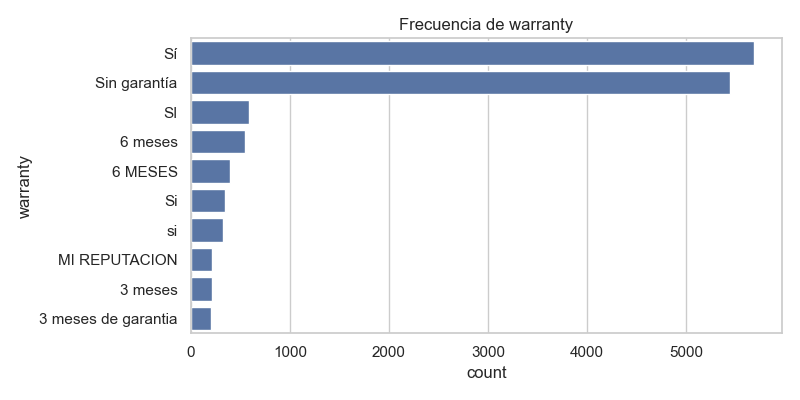 Frecuencia de warranty
warranty
Sí
Sin garantía
SI
6 meses
6 MESES
Si
si
MI REPUTACION
3 meses
3 meses de garantia
0 1000 2000 3000 4000 5000
count